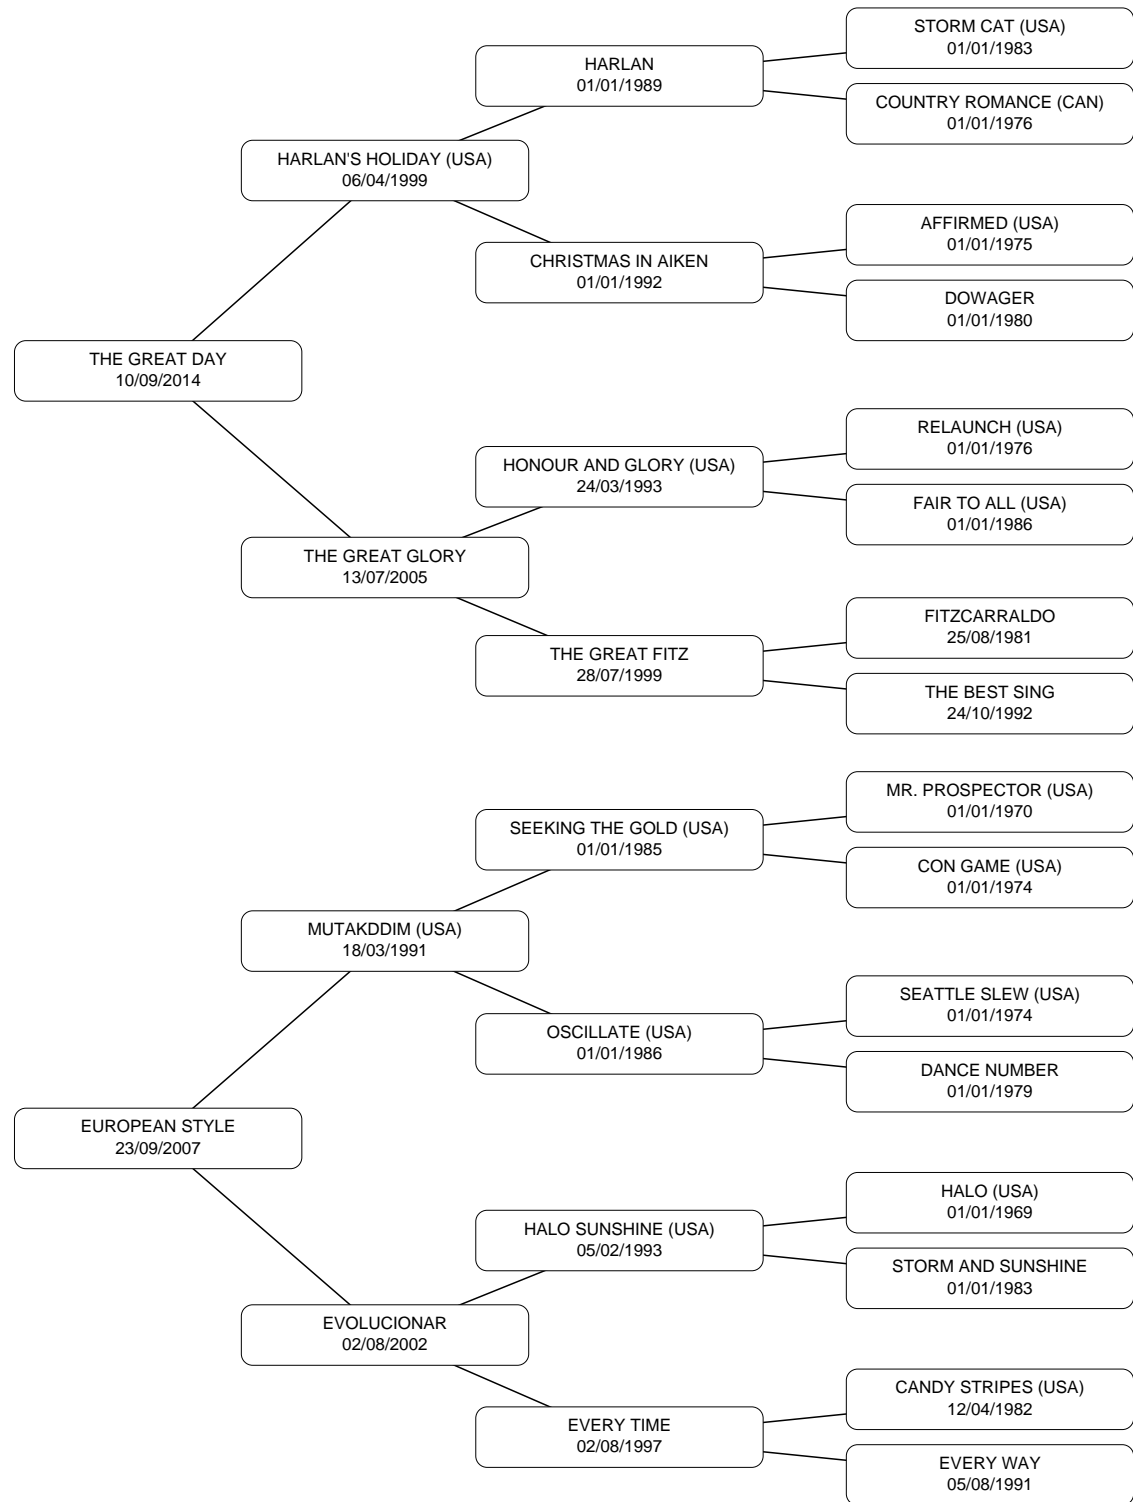 STORM CAT (USA)
01/01/1983
HARLAN
01/01/1989
COUNTRY ROMANCE (CAN)
01/01/1976
HARLAN'S HOLIDAY (USA)
06/04/1999
AFFIRMED (USA)
01/01/1975
CHRISTMAS IN AIKEN
01/01/1992
DOWAGER
01/01/1980
THE GREAT DAY
10/09/2014
RELAUNCH (USA)
01/01/1976
HONOUR AND GLORY (USA)
24/03/1993
FAIR TO ALL (USA)
01/01/1986
THE GREAT GLORY
13/07/2005
FITZCARRALDO
25/08/1981
THE GREAT FITZ
28/07/1999
THE BEST SING
24/10/1992
MR. PROSPECTOR (USA)
01/01/1970
SEEKING THE GOLD (USA)
01/01/1985
CON GAME (USA)
01/01/1974
MUTAKDDIM (USA)
18/03/1991
SEATTLE SLEW (USA)
01/01/1974
OSCILLATE (USA)
01/01/1986
DANCE NUMBER
01/01/1979
EUROPEAN STYLE
23/09/2007
HALO (USA)
01/01/1969
HALO SUNSHINE (USA)
05/02/1993
STORM AND SUNSHINE
01/01/1983
EVOLUCIONAR
02/08/2002
CANDY STRIPES (USA)
12/04/1982
EVERY TIME
02/08/1997
EVERY WAY
05/08/1991